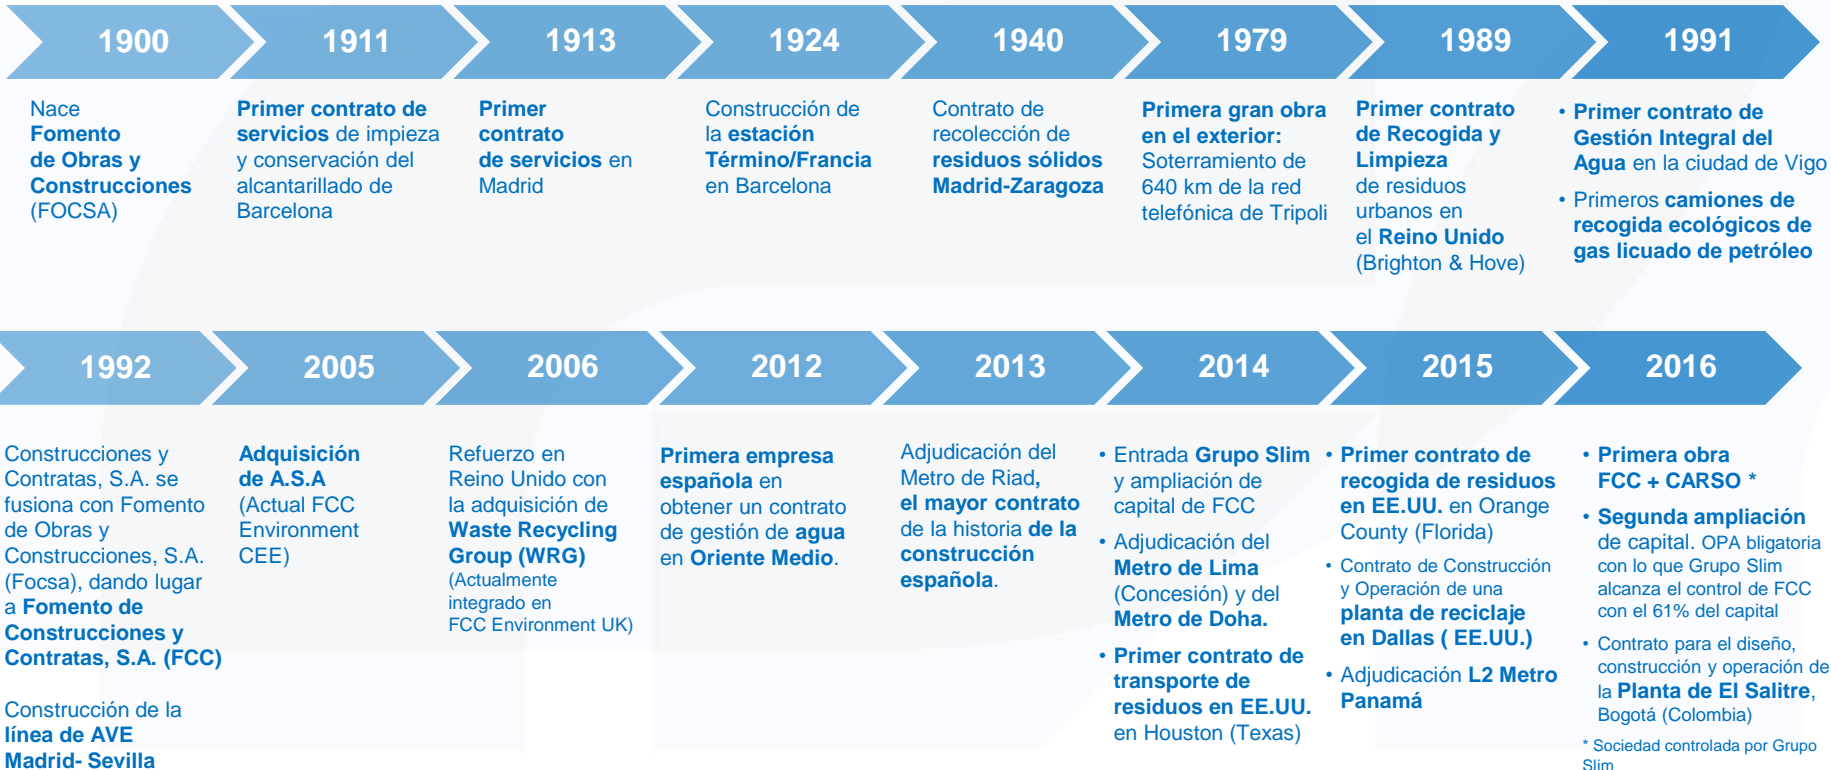 1900
1911
1913
1924
1940
1979
1989
1991
Nace
Fomento
de Obras y
Construcciones
(FOCSA)
Primer contrato de
servicios de impieza
y conservación del
alcantarillado de
Barcelona
Primer
contrato
de servicios en
Madrid
Construcción de
la estación
Término/Francia
en Barcelona
Contrato de
recolección de
residuos sólidos
Madrid-Zaragoza
Primera gran obra
en el exterior:
Soterramiento de
640 km de la red
telefónica de Tripoli
Primer contrato
de Recogida y
Limpieza
de residuos
urbanos en
el Reino Unido
(Brighton & Hove)
• Primer contrato de
Gestión Integral del
Agua en la ciudad de Vigo
• Primeros camiones de
recogida ecológicos de
gas licuado de petróleo
1992
2005
2006
2012
2013
2014
2015
2016
Construcciones y
Contratas, S.A. se
fusiona con Fomento
de Obras y
Construcciones, S.A.
(Focsa), dando lugar
a Fomento de
Construcciones y
Contratas, S.A. (FCC)
Construcción de la
línea de AVE
Madrid- Sevilla
Adquisición
de A.S.A
(Actual FCC
Environment
CEE)
Refuerzo en
Reino Unido con
la adquisición de
Waste Recycling
Group (WRG)
(Actualmente
integrado en
FCC Environment UK)
Primera empresa
española en
obtener un contrato
de gestión de agua
en Oriente Medio.
Adjudicación del
Metro de Riad,
el mayor contrato
de la historia de la
construcción
española.
• Entrada Grupo Slim
y ampliación de
capital de FCC
• Adjudicación del
Metro de Lima
(Concesión) y del
Metro de Doha.
• Primer contrato de
transporte de
residuos en EE.UU.
en Houston (Texas)
• Primer contrato de
recogida de residuos
en EE.UU. en Orange
County (Florida)
• Contrato de Construcción
y Operación de una
planta de reciclaje
en Dallas ( EE.UU.)
• Adjudicación L2 Metro
Panamá
• Primera obra
FCC + CARSO *
• Segunda ampliación
de capital. OPA bligatoria
con lo que Grupo Slim
alcanza el control de FCC
con el 61% del capital
• Contrato para el diseño,
construcción y operación de
la Planta de El Salitre,
Bogotá (Colombia)
* Sociedad controlada por Grupo
Slim